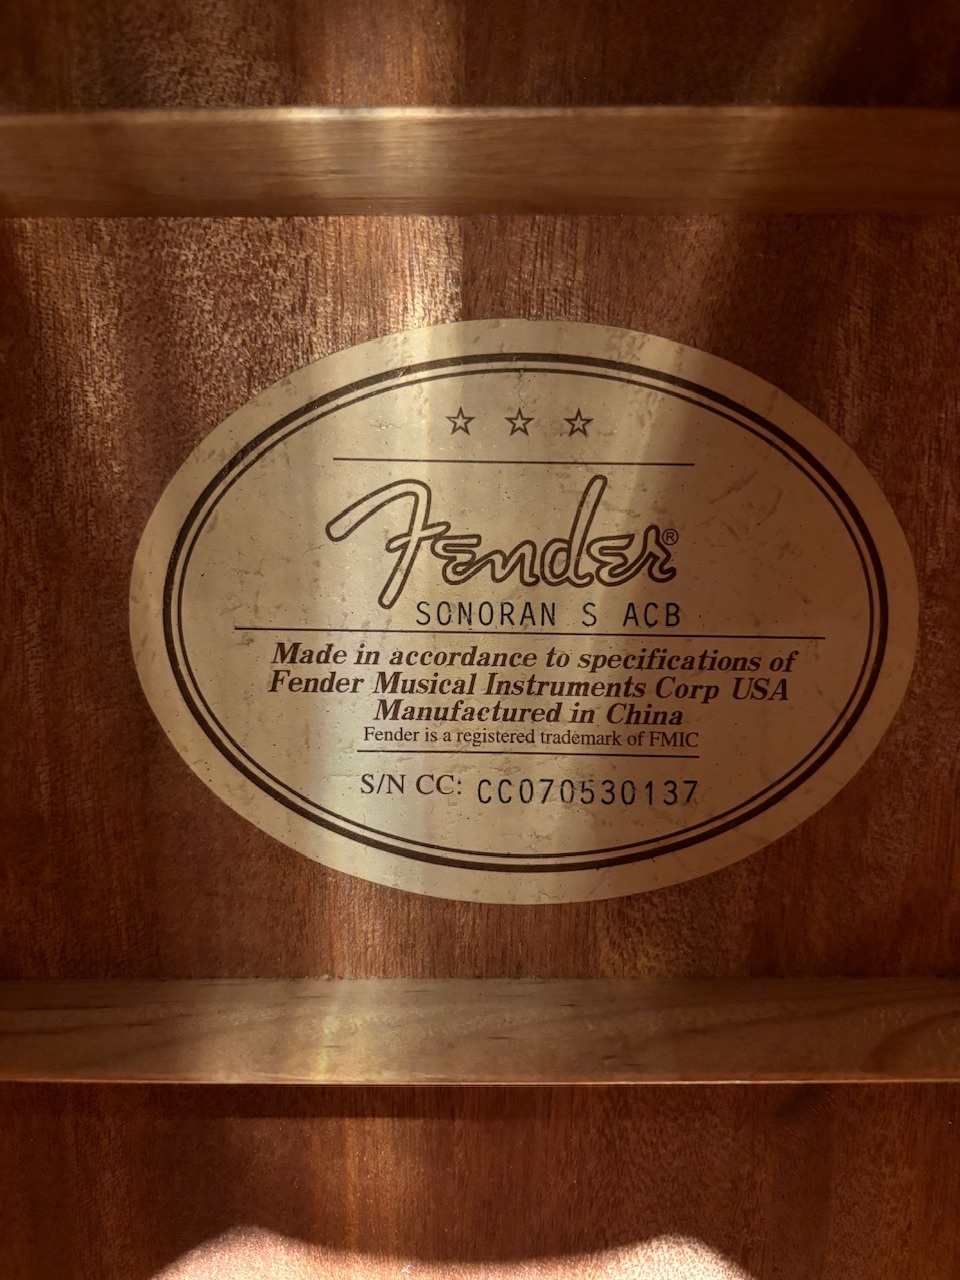 Fender®
SONORAN S ACB
Made in accordance to specifications of
Fender Musical Instruments Corp USA
Manufactured in China
Fender is a registered trademark of FMIC
S/N CC: CC070530137